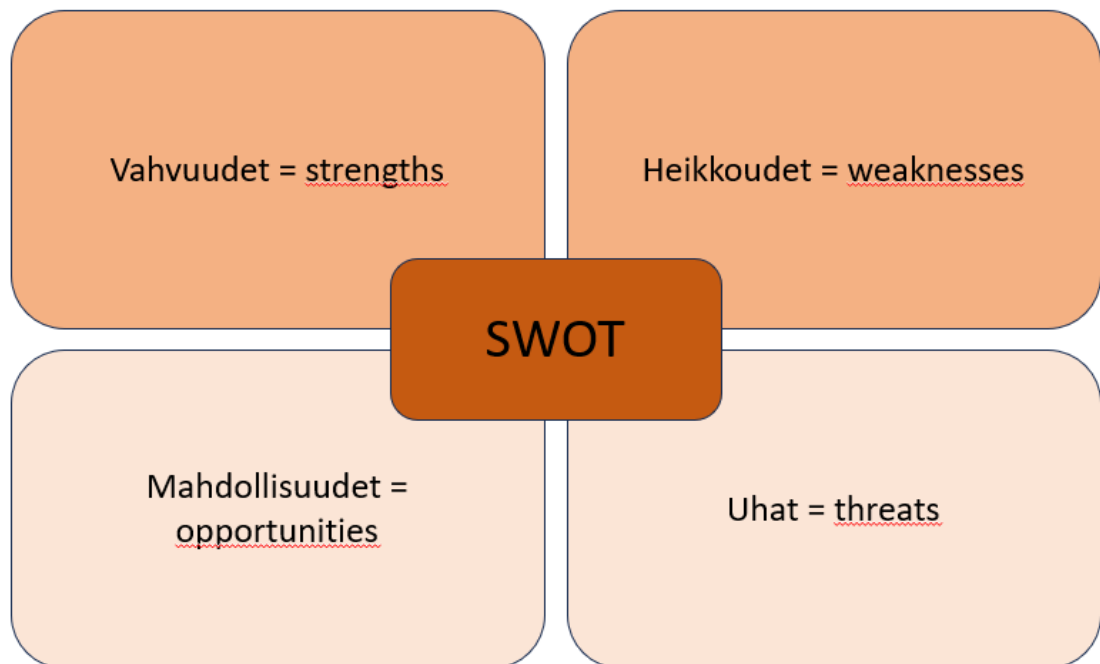 Vahvuudet = strengths
Heikkoudet = weaknesses
SWOT
Mahdollisuudet =
opportunities
Uhat = threats